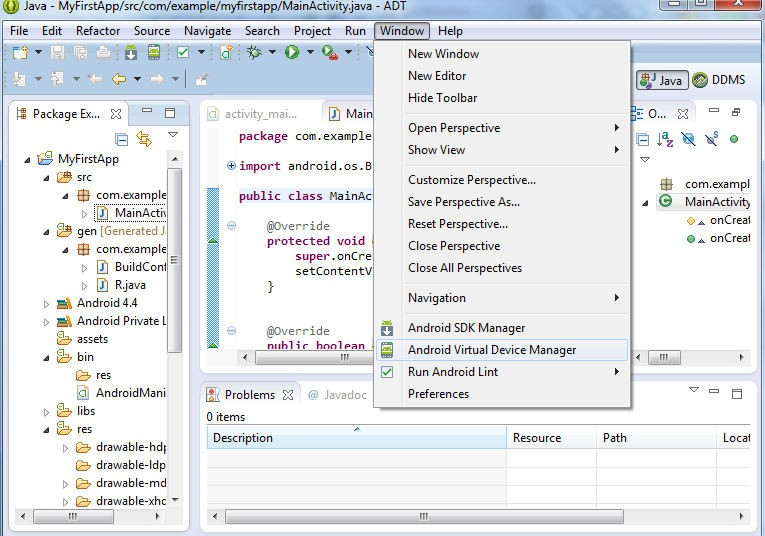 Java - MyFirstApp/src/com/example/myfirstapp/MainActivity.java - ADT
File Edit Refactor Source Navigate Search Project Run Window Help
Java DDMS
New Window
New Editor
Hide Toolbar
Open Perspective
Show View
Customize Perspective...
Save Perspective As...
Reset Perspective...
Close Perspective
Close All Perspectives
Navigation
Android SDK Manager
Android Virtual Device Manager
Run Android Lint
Preferences
Package Ex...
MyFirstApp
src
com.example
MainActiv
gen [Generated J
com.example
BuildConf
R.java
Android 4.4
Android Private L
assets
bin
res
AndroidMani
libs
res
drawable-hdp
drawable-ldp
drawable-md
drawable-xhd
activity_mai...
Main
package com.example
import android.os.B
public class MainAc
@Override
protected void
super.onCre
setContentV
}
@Override
public boolean
O...
com.exampl
MainActivity
onCreat
onCreat
Problems @ Javadoc
0 items
Description Resource Path Locat